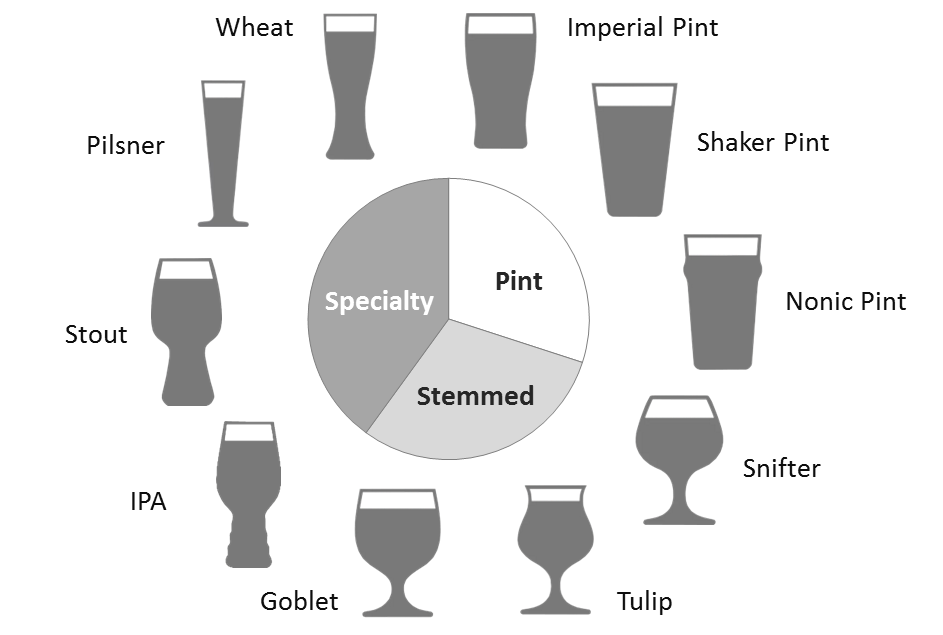 Wheat
Imperial Pint
Pilsner
Shaker Pint
Pint
Specialty
Nonic Pint
Stout
Stemmed
Snifter
IPA
Goblet
Tulip